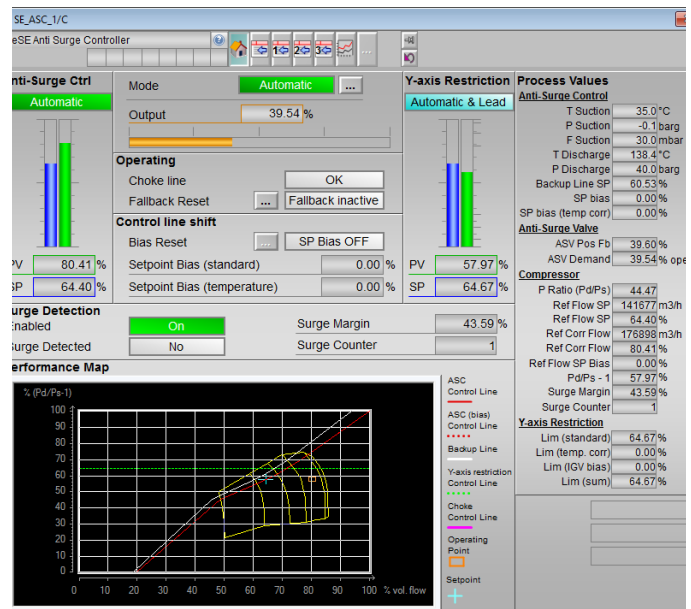 SE_ASC_1/C
eSE Anti Surge Controller
1 2 3 ...
nti-Surge Ctrl
Automatic
PV 80.41 %
SP 64.40 %
Mode Automatic ...
Output 39.54 %
Operating
Choke line OK
Fallback Reset ... Fallback inactive
Control line shift
Bias Reset ... SP Bias OFF
Setpoint Bias (standard) 0.00 %
Setpoint Bias (temperature) 0.00 %
Y-axis Restriction
Automatic & Lead
PV 57.97 %
SP 64.67 %
urge Detection
nabled On
Surge Margin 43.59 %
urge Detected No
Surge Counter 1
Process Values
Anti-Surge Control
T Suction 35.0 °C
P Suction -0.1 barg
F Suction 30.0 mbar
T Discharge 138.4 °C
P Discharge 40.0 barg
Backup Line SP 60.53 %
SP bias 0.00 %
SP bias (temp corr) 0.00 %
Anti-Surge Valve
ASV Pos Fb 39.60 %
ASV Demand 39.54 % ope
Compressor
P Ratio (Pd/Ps) 44.47
Ref Flow SP 141677 m3/h
Ref Flow SP 64.40 %
Ref Corr Flow 176898 m3/h
Ref Corr Flow 80.41 %
Ref Flow SP Bias 0.00 %
Pd/Ps - 1 57.97 %
Surge Margin 43.59 %
Surge Counter 1
Y-axis Restriction
Lim (standard) 64.67 %
Lim (temp. corr) 0.00 %
Lim (IGV bias) 0.00 %
Lim (sum) 64.67 %
erformance Map
% (Pd/Ps-1)
100
90
80
70
60
50
40
30
20
10
0
0 10 20 30 40 50 60 70 80 90 100 % vol. flow
ASC
Control Line
ASC (bias)
Control Line
Backup Line
Y-axis restriction
Control Line
Choke
Control Line
Operating
Point
Setpoint